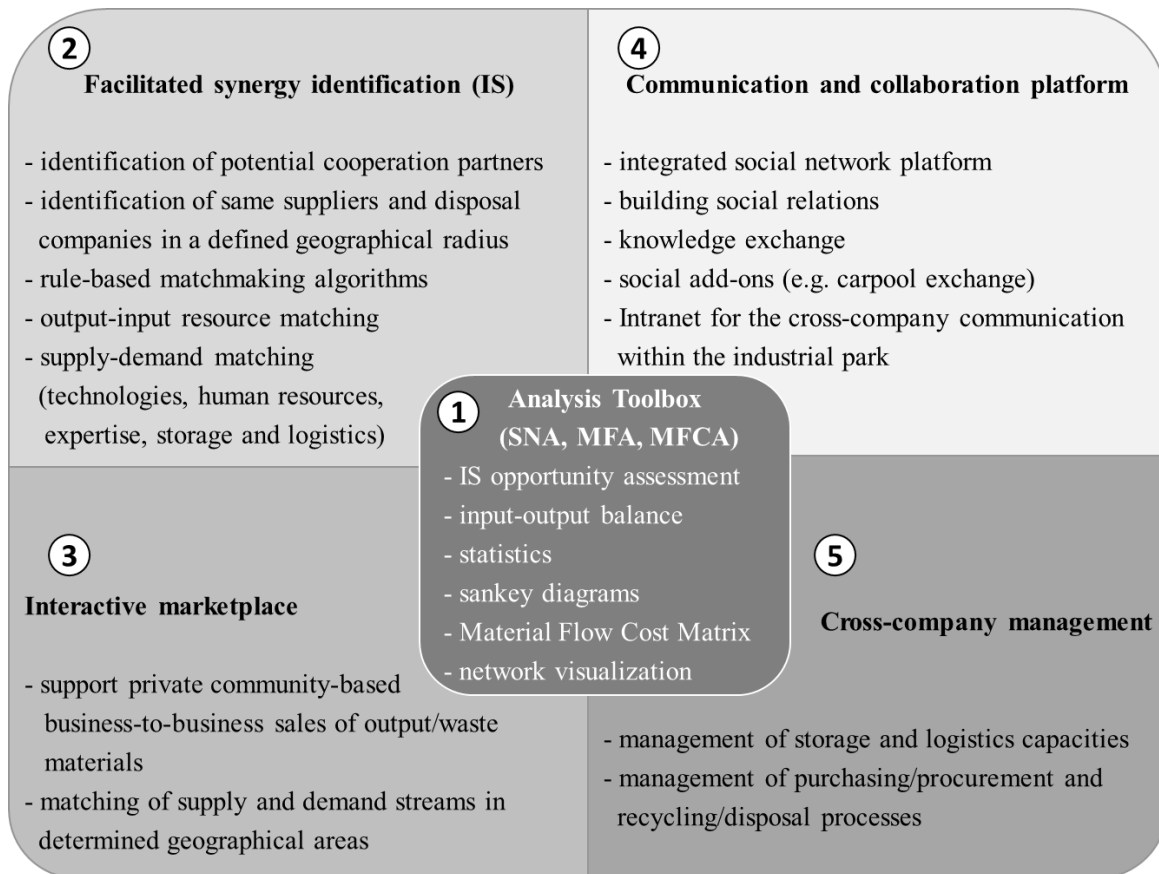 2
Facilitated synergy identification (IS)
- identification of potential cooperation partners
- identification of same suppliers and disposal
companies in a defined geographical radius
- rule-based matchmaking algorithms
- output-input resource matching
- supply-demand matching
(technologies, human resources,
expertise, storage and logistics)
4
Communication and collaboration platform
- integrated social network platform
- building social relations
- knowledge exchange
- social add-ons (e.g. carpool exchange)
- Intranet for the cross-company communication
within the industrial park
1
Analysis Toolbox
(SNA, MFA, MFCA)
- IS opportunity assessment
- input-output balance
- statistics
- sankey diagrams
- Material Flow Cost Matrix
- network visualization
3
Interactive marketplace
- support private community-based
business-to-business sales of output/waste
materials
- matching of supply and demand streams in
determined geographical areas
5
Cross-company management
- management of storage and logistics capacities
- management of purchasing/procurement and
recycling/disposal processes